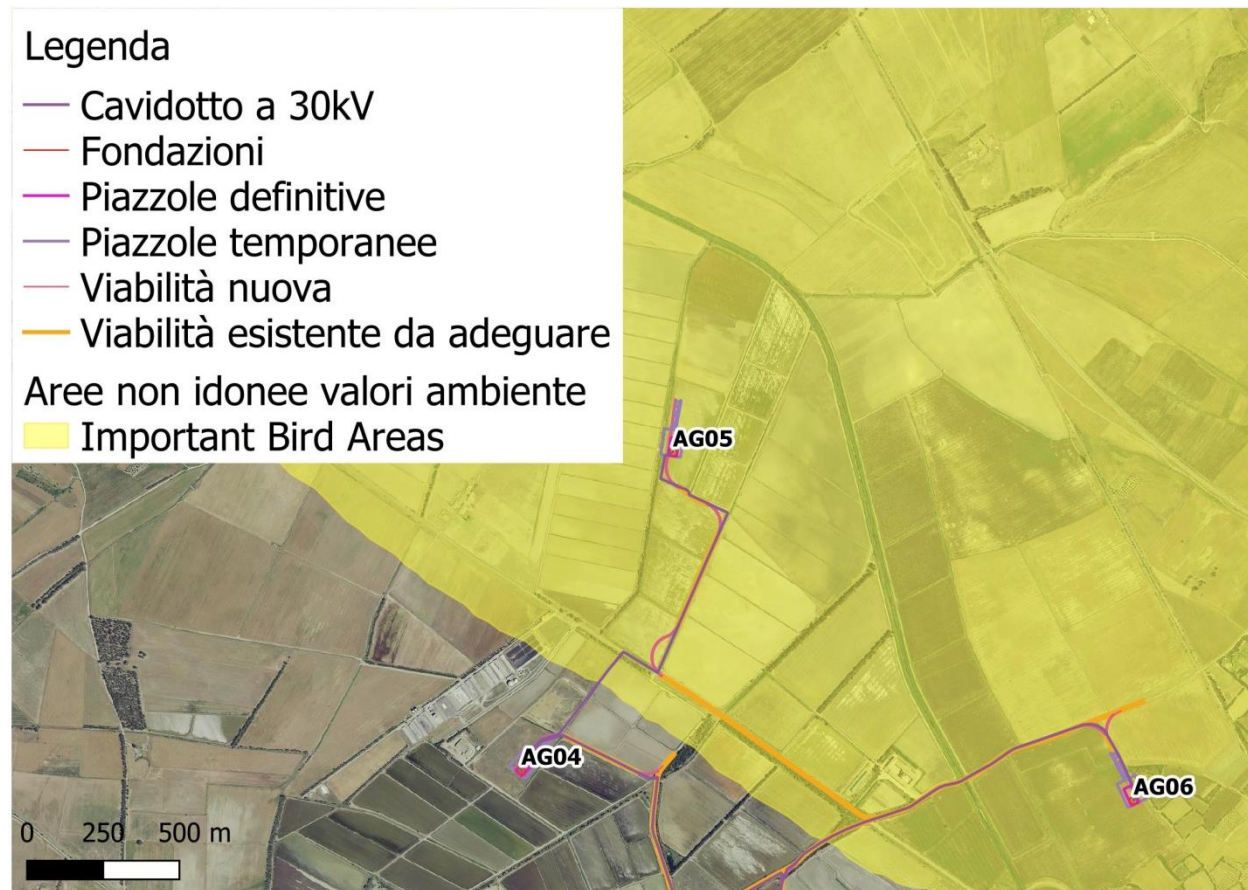 Legenda
Cavidotto a 30kV
Fondazioni
Piazzole definitive
Piazzole temporanee
Viabilità nuova
Viabilità esistente da adeguare
Aree non idonee valori ambiente
Important Bird Areas
AG05
AG04
AG06
0 250 500 m